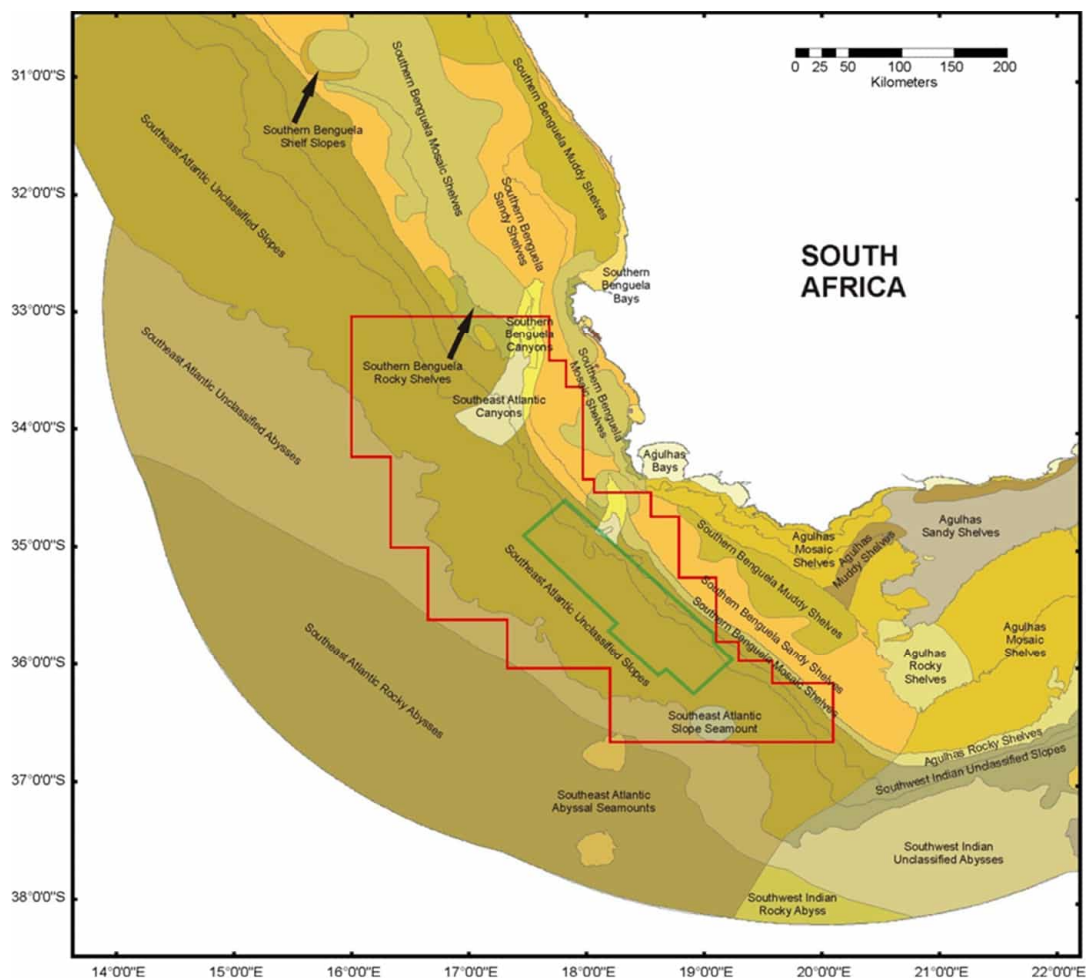 31°0'0"S
32°0'0"S
33°0'0"S
34°0'0"S
35°0'0"S
36°0'0"S
37°0'0"S
38°0'0"S
0 25 50 100 150 200
Kilometers
Southern Benguela
Shelf Slopes
Southern Benguela Mosaic Shelves
Southern Benguela Muddy Shelves
Southeast Atlantic Unclassified Slopes
Southern Benguela
Sandy Shelves
SOUTH
AFRICA
Southern
Benguela
Bays
Southern
Benguela
Canyons
Southern Benguela
Rocky Shelves
Southeast Atlantic
Canyons
Southern Benguela
Mosaic Shelves
Southeast Atlantic Unclassified Abysses
Agulhas
Bays
Agulhas
Sandy Shelves
Agulhas
Mosaic
Shelves
Agulhas
Muddy Shelves
Southern Benguela Muddy Shelves
Southeast Atlantic Unclassified Slopes
Southern Benguela Sandy Shelves
Southern Benguela Mosaic Shelves
Agulhas
Mosaic
Shelves
Agulhas
Rocky
Shelves
Southeast Atlantic Rocky Abysses
Southeast Atlantic
Slope Seamount
Agulhas Rocky Shelves
Southwest Indian Unclassified Slopes
Southeast Atlantic
Abyssal Seamounts
Southwest Indian
Unclassified Abysses
Southwest Indian
Rocky Abyss
14°0'0"E
15°0'0"E
16°0'0"E
17°0'0"E
18°0'0"E
19°0'0"E
20°0'0"E
21°0'0"E
22°0'0"E